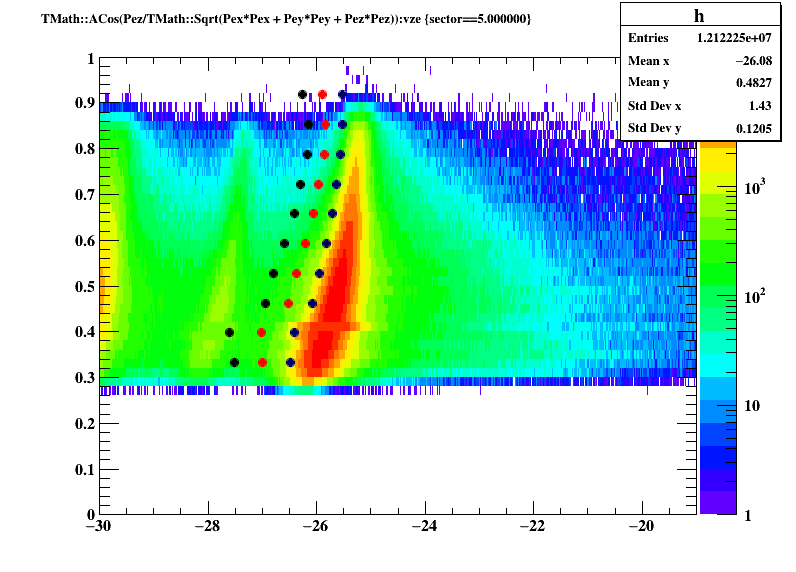 TMath::ACos(Pez/TMath::Sqrt(Pex*Pex + Pey*Pey + Pez*Pez)):vze {sector==5.000000}
h
Entries 1.212225e+07
Mean x −26.08
Mean y 0.4827
Std Dev x 1.43
Std Dev y 0.1205
1
0.9
0.8
0.7
0.6
0.5
0.4
0.3
0.2
0.1
0
−30 −28 −26 −24 −22 −20
10³
10²
10
1